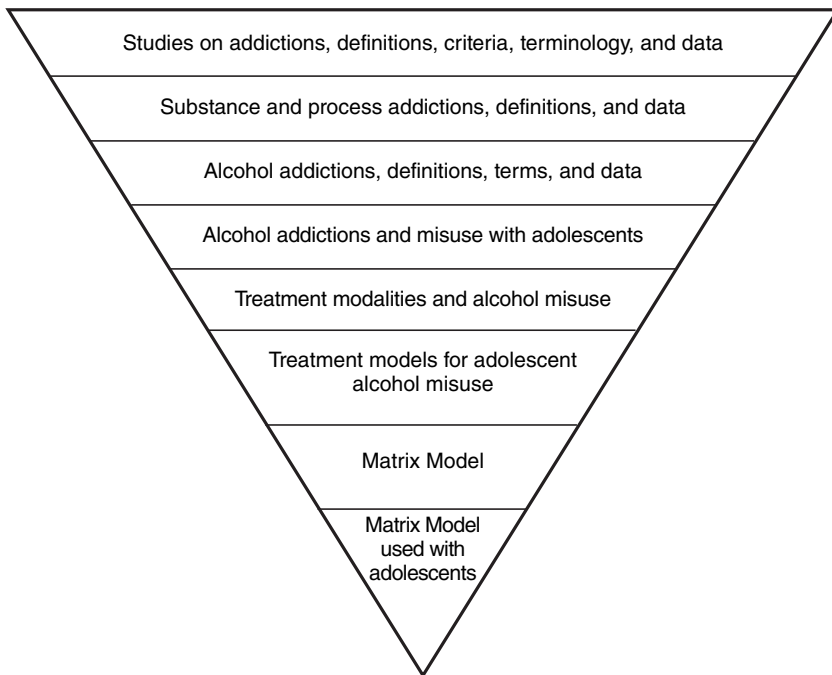 Studies on addictions, definitions, criteria, terminology, and data
Substance and process addictions, definitions, and data
Alcohol addictions, definitions, terms, and data
Alcohol addictions and misuse with adolescents
Treatment modalities and alcohol misuse
Treatment models for adolescent
alcohol misuse
Matrix Model
Matrix Model
used with
adolescents